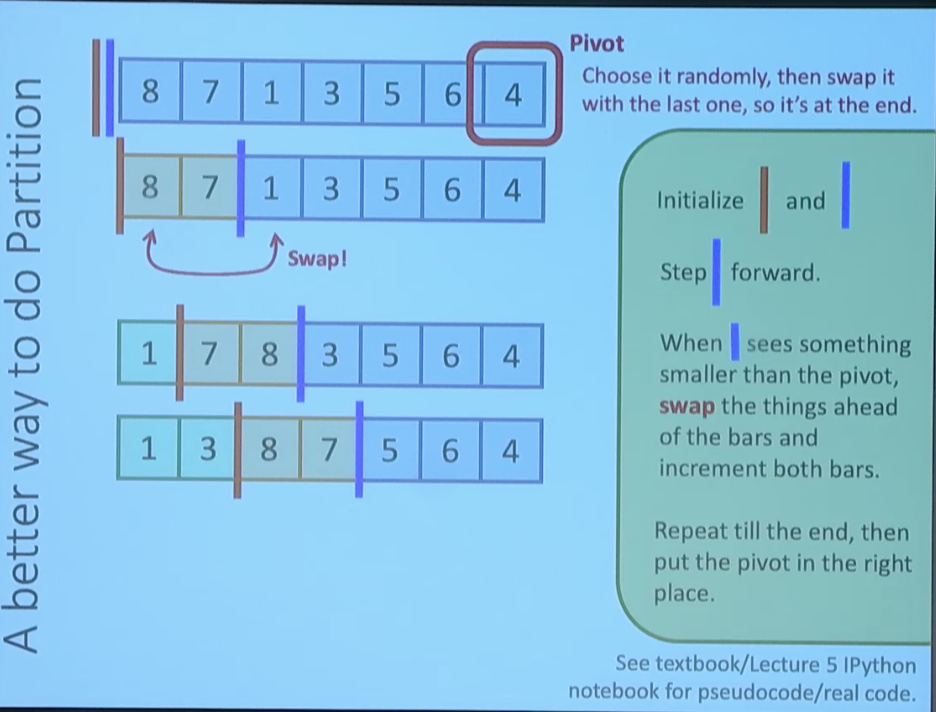 A better way to do Partition
8 7 1 3 5 6 4
Pivot
Choose it randomly, then swap it
with the last one, so it's at the end.
8 7 1 3 5 6 4
Swap!
1 7 8 3 5 6 4
1 3 8 7 5 6 4
Initialize and
Step forward.
When sees something
smaller than the pivot,
swap the things ahead
of the bars and
increment both bars.
Repeat till the end, then
put the pivot in the right
place.
See textbook/Lecture 5 IPython
notebook for pseudocode/real code.